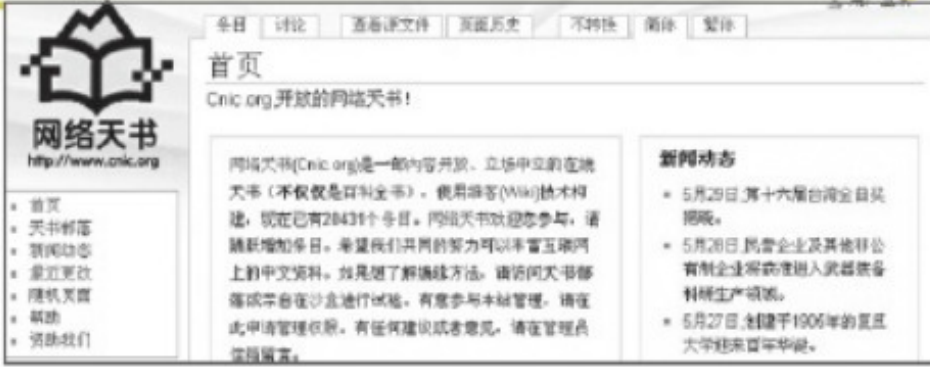 条目 讨论 查看源文件 页面历史 不转换 简体 繁体
首页
Cnic.org,开放的网络天书!
网络天书
http://www.cnic.org
首页
天书部落
新闻动态
最近更改
随机页面
帮助
资助我们
网络天书(Cnic.org)是一部内容开放、立场中立的在线
天书(不仅仅是百科全书)。使用维客(Wiki)技术构
建,现在已有28431个条目。网络天书欢迎您参与,请
随意增加条目。希望我们共同的努力可以丰富互联网
上的中文资料。如果想了解编辑方法,请访问天书部
落或亲自在沙盒进行试验。有意参与本站管理,请在
此申请管理权限。有任何建议或者意见,请在管理员
信箱留言。
新闻动态
5月29日,第十六届台湾金曲奖
揭晓。
5月28日,民营企业及其他非公
有制企业将获准进入武器装备
科研生产领域。
5月27日,创建于1905年的复旦
大学迎来百年华诞。